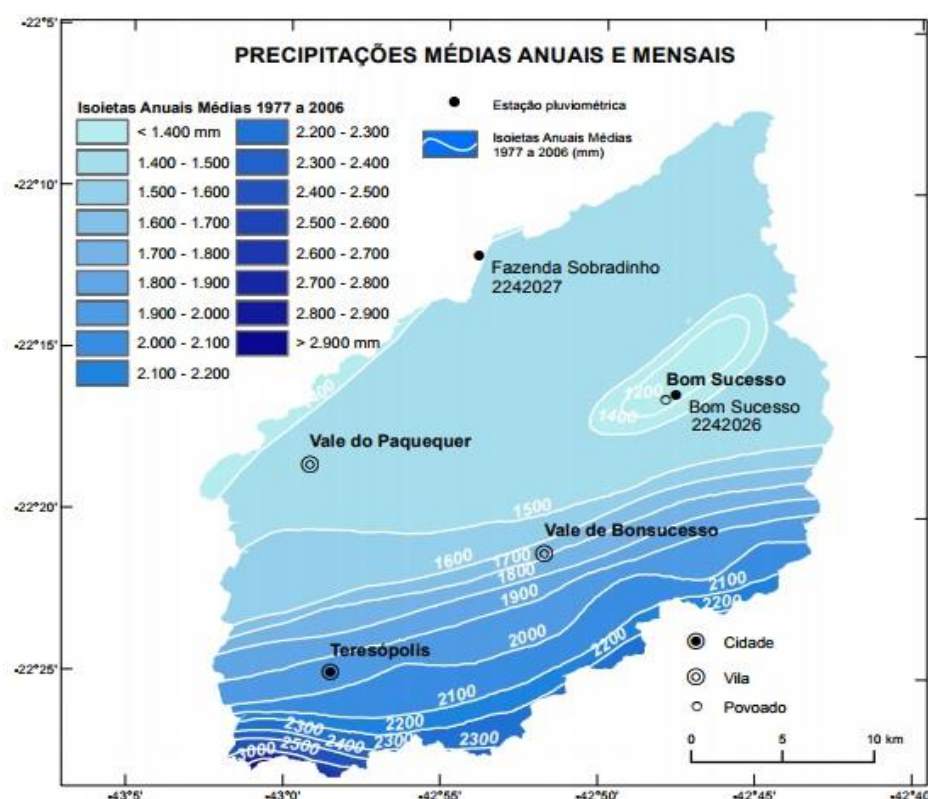 PRECIPITAÇÕES MÉDIAS ANUAIS E MENSAIS
Isoietas Anuais Médias 1977 a 2006
< 1.400 mm
1.400 - 1.500
1.500 - 1.600
1.600 - 1.700
1.700 - 1.800
1.800 - 1.900
1.900 - 2.000
2.000 - 2.100
2.100 - 2.200
2.200 - 2.300
2.300 - 2.400
2.400 - 2.500
2.500 - 2.600
2.600 - 2.700
2.700 - 2.800
2.800 - 2.900
> 2.900 mm
Estação pluviométrica
Isoietas Anuais Médias
1977 a 2006 (mm)
-22°5'
-22°10'
-22°15'
-22°20'
-22°25'
Fazenda Sobradinho
2242027
Bom Sucesso
1200
Bom Sucesso
1400
2242026
Vale do Paquequer
1500
Vale de Bonsucesso
1600
1700
1800
1900
2100
2200
2000
2200
Teresópolis
2100
2200
2300
2300
2400
2300
2500
3000
Cidade
Vila
Povoado
0
5
10 km
-43°5'
-43°0'
-42°55'
-42°50'
-42°45'
-42°40'